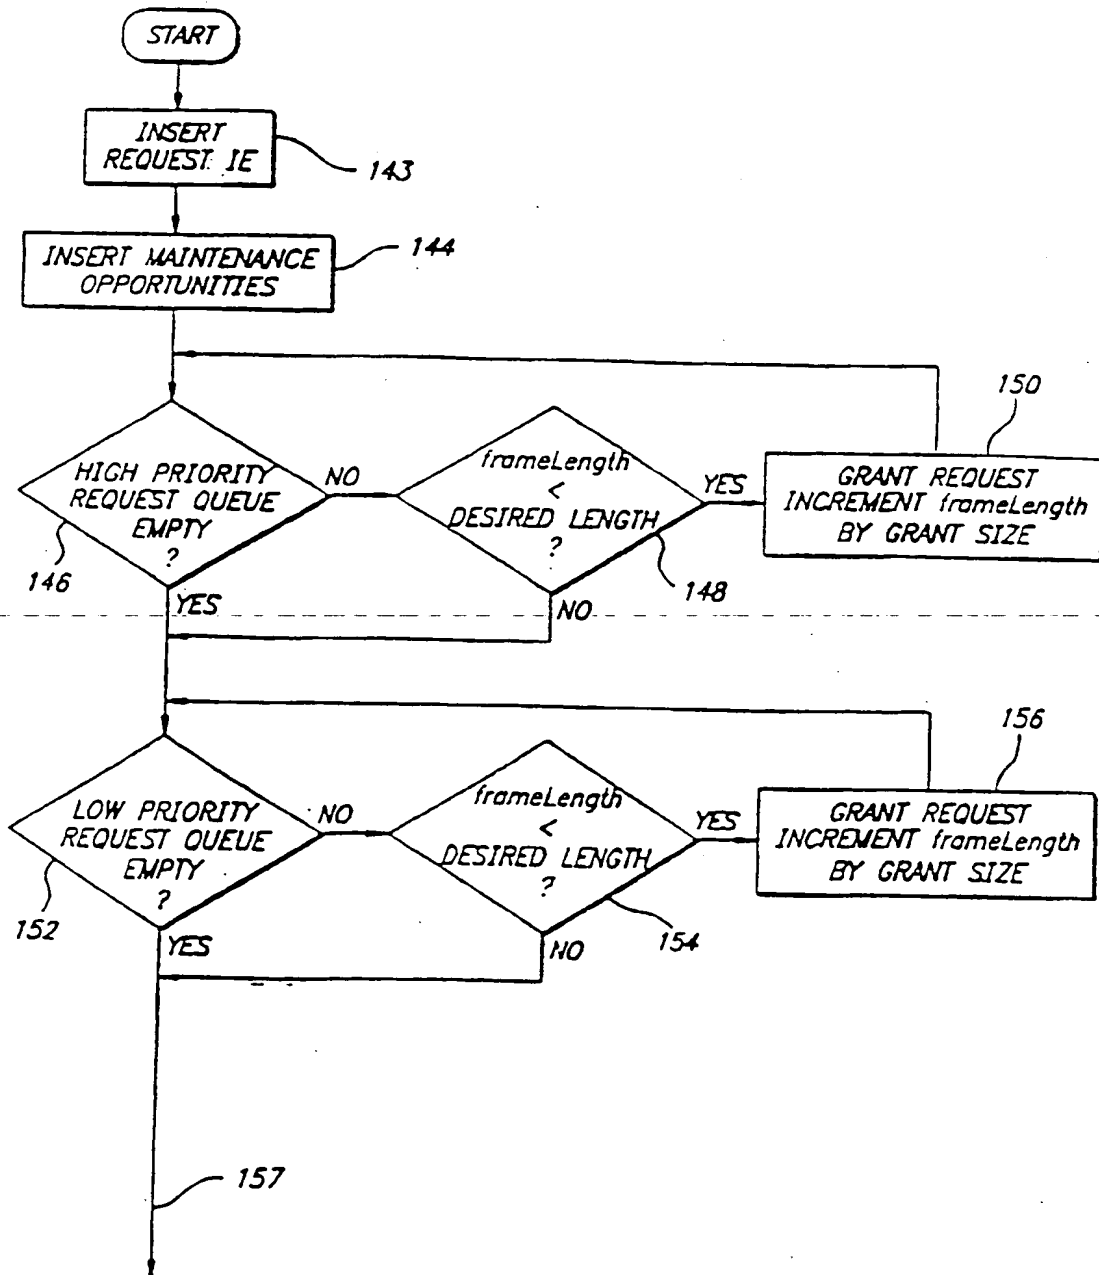 START
INSERT
REQUEST IE
143
INSERT MAINTENANCE
OPPORTUNITIES
144
HIGH PRIORITY
REQUEST QUEUE
EMPTY
?
146
NO
YES
frameLength
<
DESIRED LENGTH
?
148
YES
NO
150
GRANT REQUEST
INCREMENT frameLength
BY GRANT SIZE
LOW PRIORITY
REQUEST QUEUE
EMPTY
?
152
NO
YES
frameLength
<
DESIRED LENGTH
?
154
YES
NO
156
GRANT REQUEST
INCREMENT frameLength
BY GRANT SIZE
157